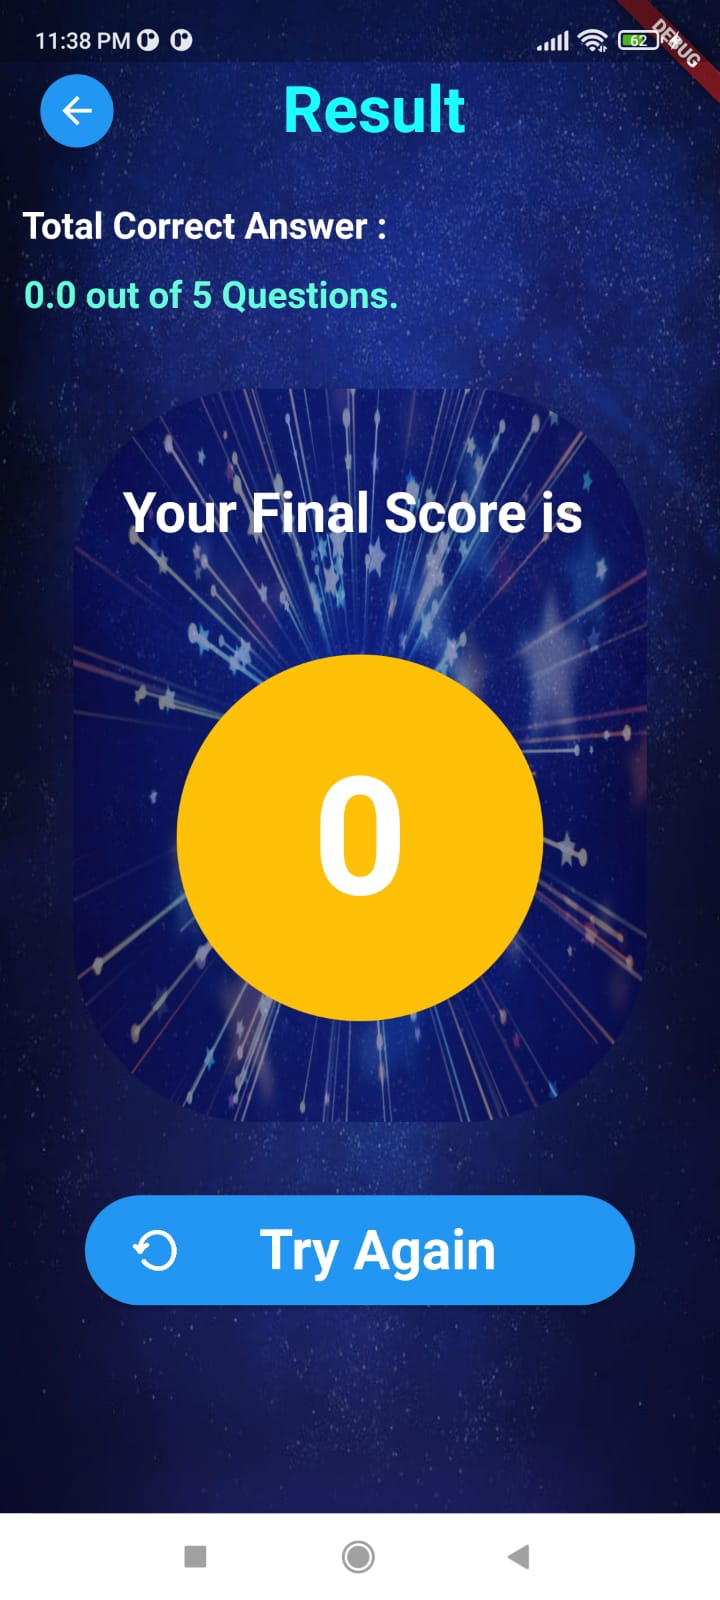 11:38 PM
62
DEBUG
Result
Total Correct Answer :
0.0 out of 5 Questions.
Your Final Score is
0
Try Again